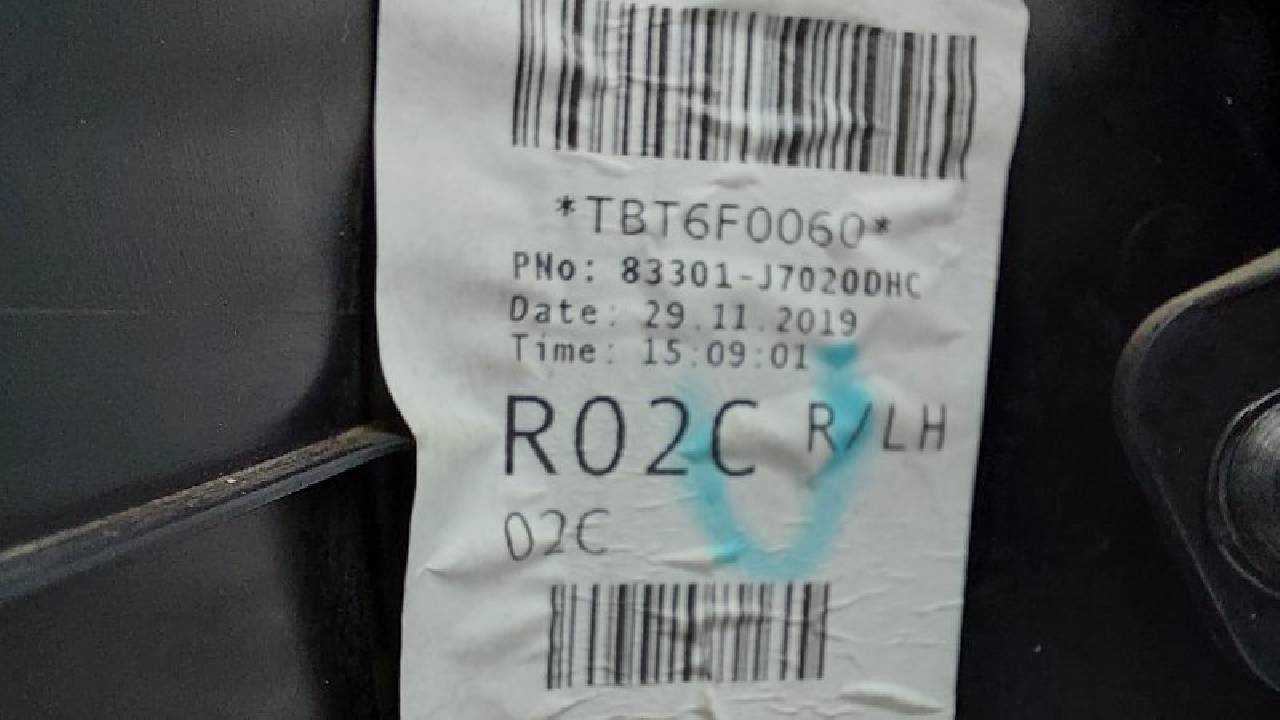 *TBT6F0060*
PNo: 83301-J7020DHC
Date: 29.11.2019
Time: 15:09:01
R02C R/LH
02C